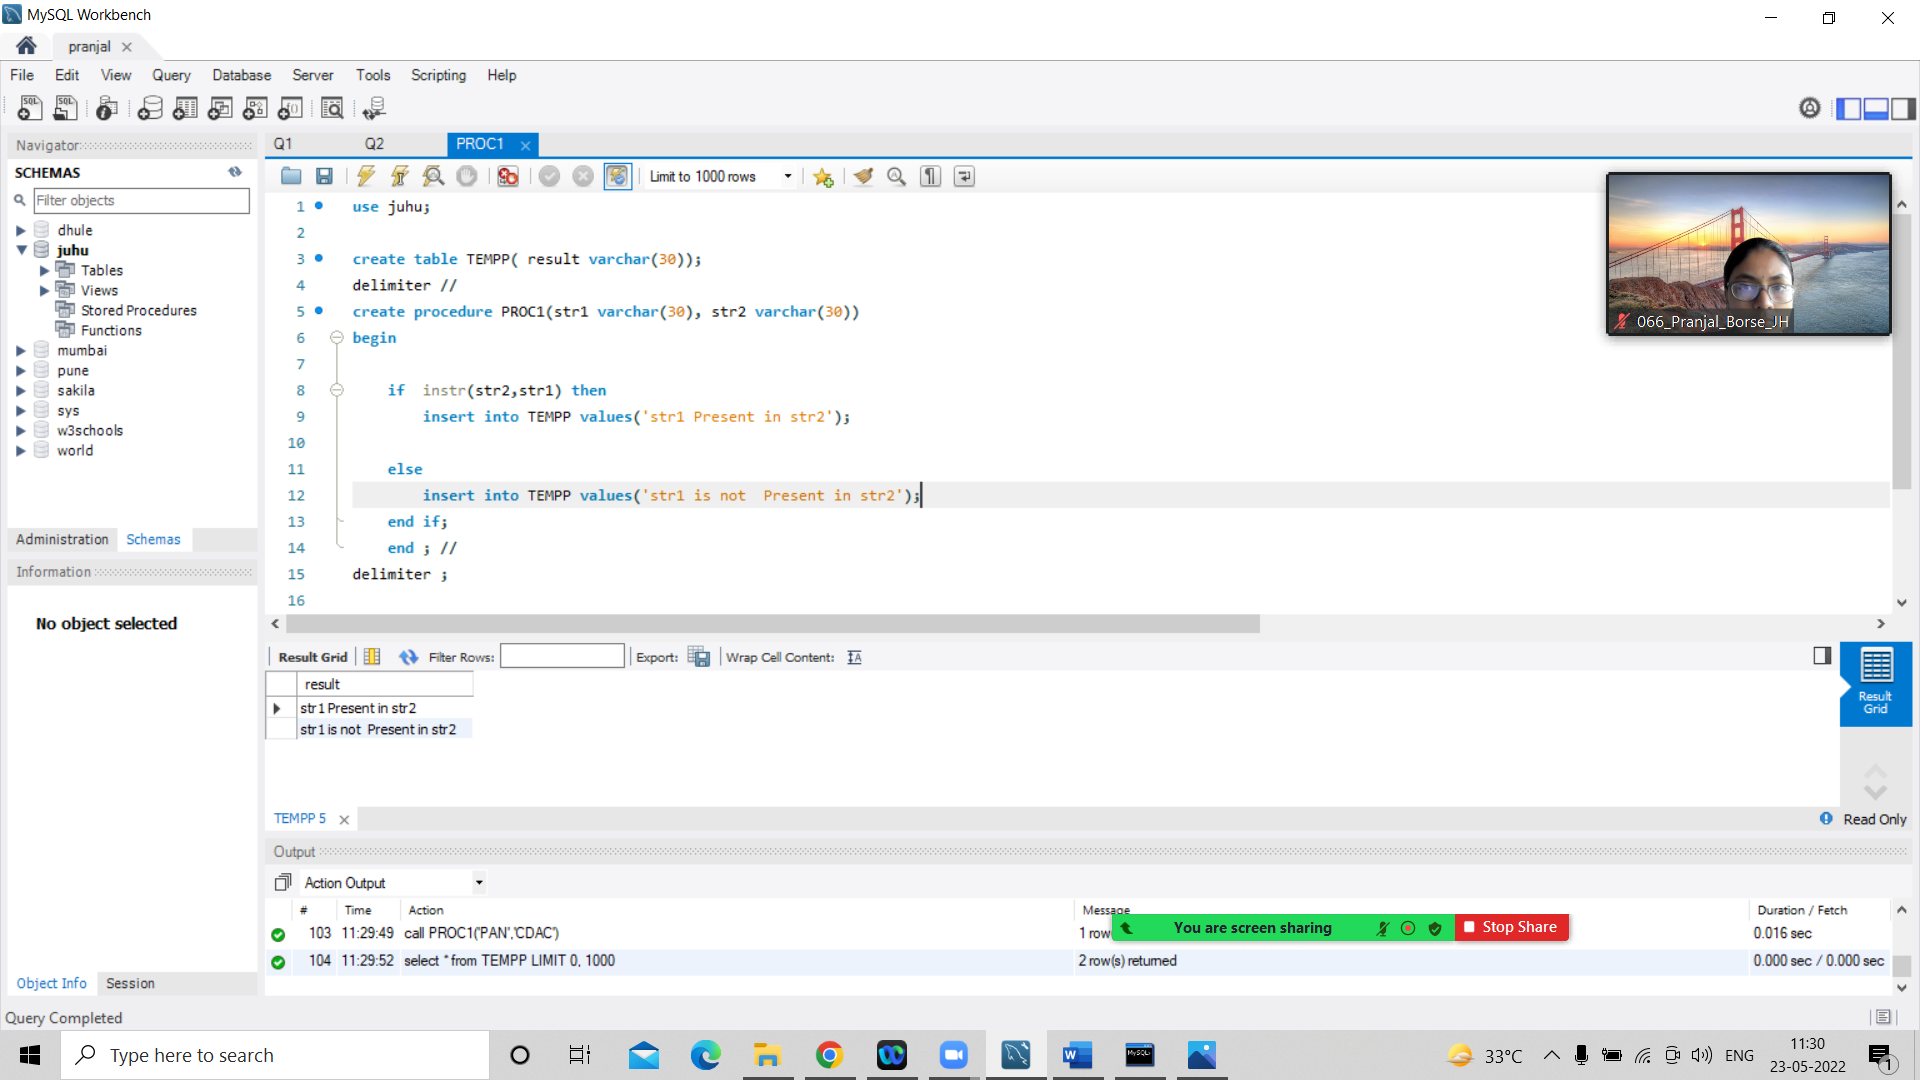 MySQL Workbench
pranjal
File Edit View Query Database Server Tools Scripting Help
Navigator
SCHEMAS
Filter objects
dhule
juhu
Tables
Views
Stored Procedures
Functions
mumbai
pune
sakila
sys
w3schools
world
Administration Schemas
Information
No object selected
Object Info Session
Query Completed
Q1 Q2 PROC1
Limit to 1000 rows
1 use juhu;
2
3 create table TEMPP( result varchar(30));
4 delimiter //
5 create procedure PROC1(str1 varchar(30), str2 varchar(30))
6 begin
7
8 if  instr(str2,str1) then
9 insert into TEMPP values('str1 Present in str2');
10
11 else
12 insert into TEMPP values('str1 is not  Present in str2');
13 end if;
14 end ; //
15 delimiter ;
16
066_Pranjal_Borse_JH
Result Grid Filter Rows: Export: Wrap Cell Content:
result
str1 Present in str2
str1 is not  Present in str2
Result
Grid
TEMPP 5
Read Only
Output
Action Output
# Time Action Message Duration / Fetch
103 11:29:49 call PROC1('PAN','CDAC') 1 row 0.016 sec
104 11:29:52 select * from TEMPP LIMIT 0, 1000 2 row(s) returned 0.000 sec / 0.000 sec
You are screen sharing Stop Share
Type here to search
33°C ENG 11:30
23-05-2022
1